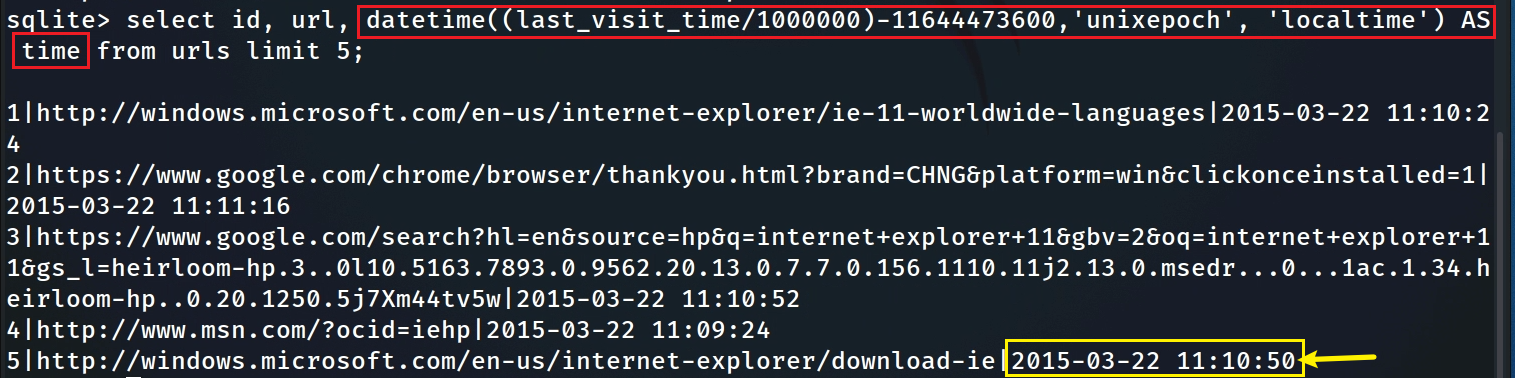 sqlite> select id, url, datetime((last_visit_time/1000000)-11644473600,'unixepoch', 'localtime') AS
time from urls limit 5;
1|http://windows.microsoft.com/en-us/internet-explorer/ie-11-worldwide-languages|2015-03-22 11:10:2
4
2|https://www.google.com/chrome/browser/thankyou.html?brand=CHNG&platform=win&clickonceinstalled=1|
2015-03-22 11:11:16
3|https://www.google.com/search?hl=en&source=hp&q=internet+explorer+11&gbv=2&oq=internet+explorer+1
1&gs_l=heirloom-hp.3..0l10.5163.7893.0.9562.20.13.0.7.7.0.156.1110.11j2.13.0.msedr...0...1ac.1.34.h
eirloom-hp..0.20.1250.5j7Xm44tv5w|2015-03-22 11:10:52
4|http://www.msn.com/?ocid=iehp|2015-03-22 11:09:24
5|http://windows.microsoft.com/en-us/internet-explorer/download-ie|2015-03-22 11:10:50